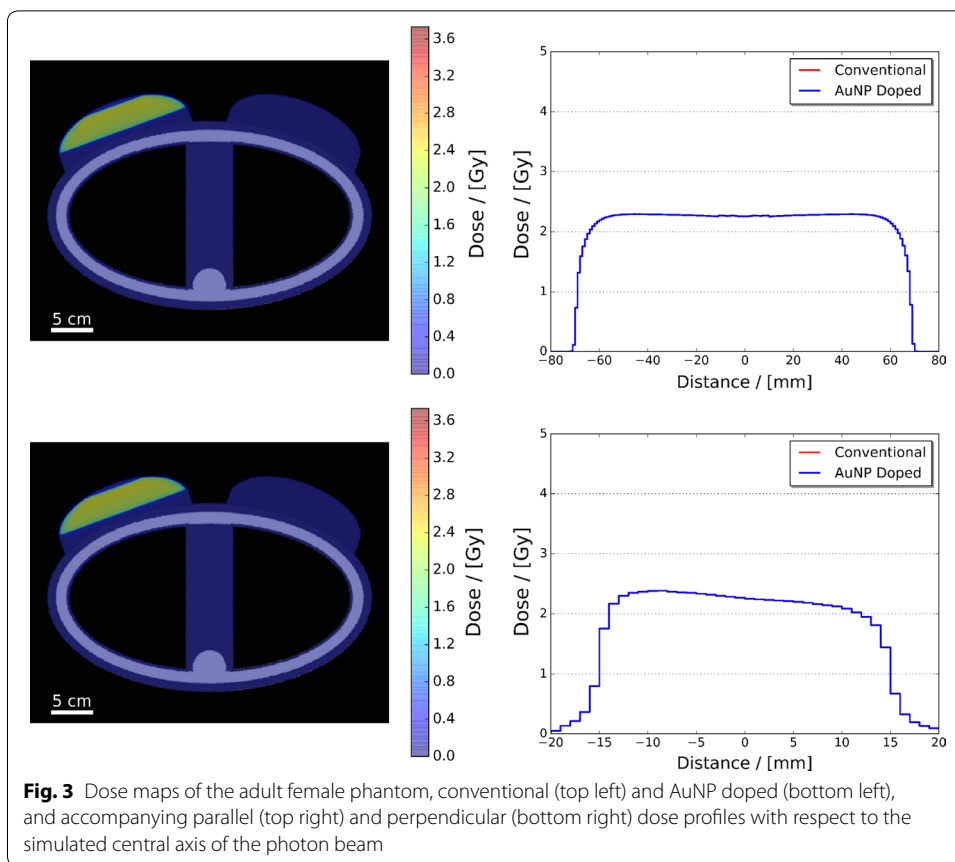 3.6
3.2
2.8
2.4
2.0
1.6
1.2
0.8
0.4
0.0
Dose / [Gy]
5 cm
5
4
3
2
1
0
Dose / [Gy]
Conventional
AuNP Doped
−80 −60 −40 −20 0 20 40 60 80
Distance / [mm]
3.6
3.2
2.8
2.4
2.0
1.6
1.2
0.8
0.4
0.0
Dose / [Gy]
5 cm
5
4
3
2
1
0
Dose / [Gy]
Conventional
AuNP Doped
−20 −15 −10 −5 0 5 10 15 20
Distance / [mm]
Fig. 3 Dose maps of the adult female phantom, conventional (top left) and AuNP doped (bottom left),
and accompanying parallel (top right) and perpendicular (bottom right) dose profiles with respect to the
simulated central axis of the photon beam